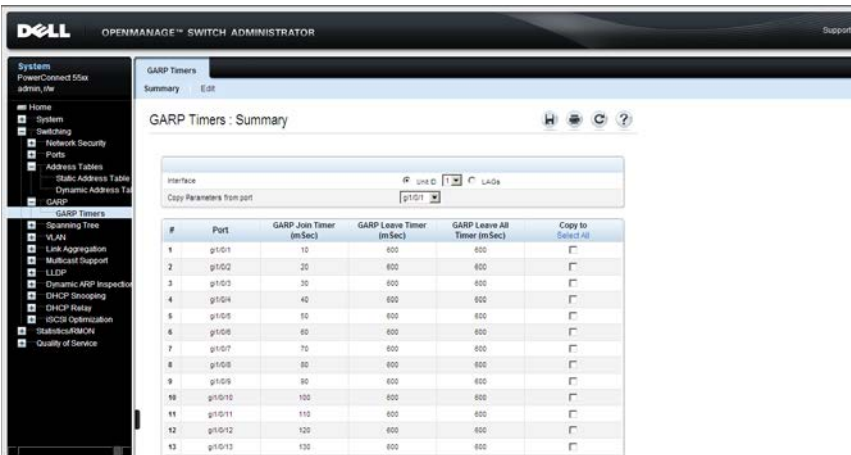 DELL OPENMANAGE™ SWITCH ADMINISTRATOR Support
System
PowerConnect 55xx
admin, r/w
Home
System
Switching
Network Security
Ports
Address Tables
Static Address Table
Dynamic Address Tal
GARP
GARP Timers
Spanning Tree
VLAN
Link Aggregation
Multicast Support
LLDP
Dynamic ARP Inspection
DHCP Snooping
DHCP Relay
iSCSI Optimization
Statistics/RMON
Quality of Service
GARP Timers
Summary Edit
GARP Timers : Summary
Interface Unit ID 1 LAGs
Copy Parameters from port gi1/0/1
# Port GARP Join Timer (mSec) GARP Leave Timer (mSec) GARP Leave All Timer (mSec) Copy to Select All
1 gi1/0/1 10 600 600
2 gi1/0/2 20 600 600
3 gi1/0/3 30 600 600
4 gi1/0/4 40 600 600
5 gi1/0/5 50 600 600
6 gi1/0/6 60 600 600
7 gi1/0/7 70 600 600
8 gi1/0/8 80 600 600
9 gi1/0/9 90 600 600
10 gi1/0/10 100 600 600
11 gi1/0/11 110 600 600
12 gi1/0/12 120 600 600
13 gi1/0/13 130 600 600